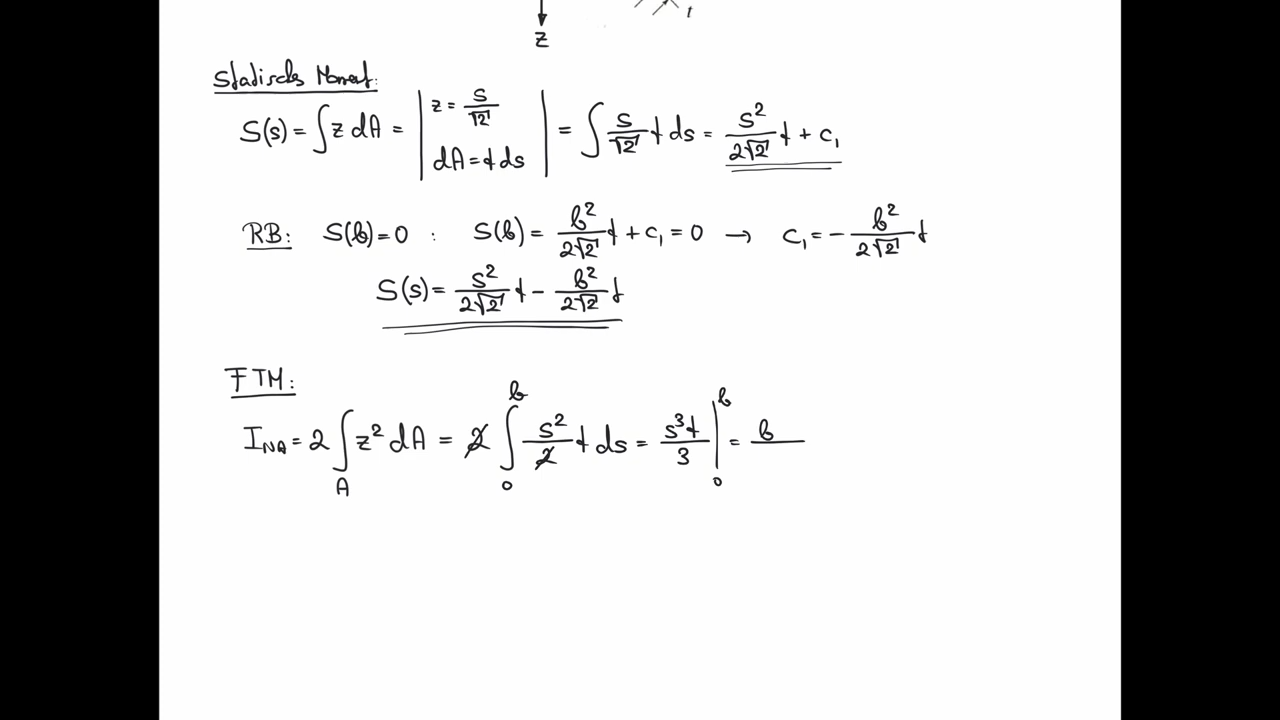 z t
Statisches Moment:
S(s) = ∫ z dA = | z = s/√2 dA = t ds | = ∫ s/√2 t ds = s²/(2√2) t + c₁
RB: S(b) = 0 : S(b) = b²/(2√2) t + c₁ = 0 → c₁ = - b²/(2√2) t
S(s) = s²/(2√2) t - b²/(2√2) t
FTM:
I_NA = 2 ∫_A z² dA = 2 ∫_0^b s²/2 t ds = s³t/3 |_0^b = b